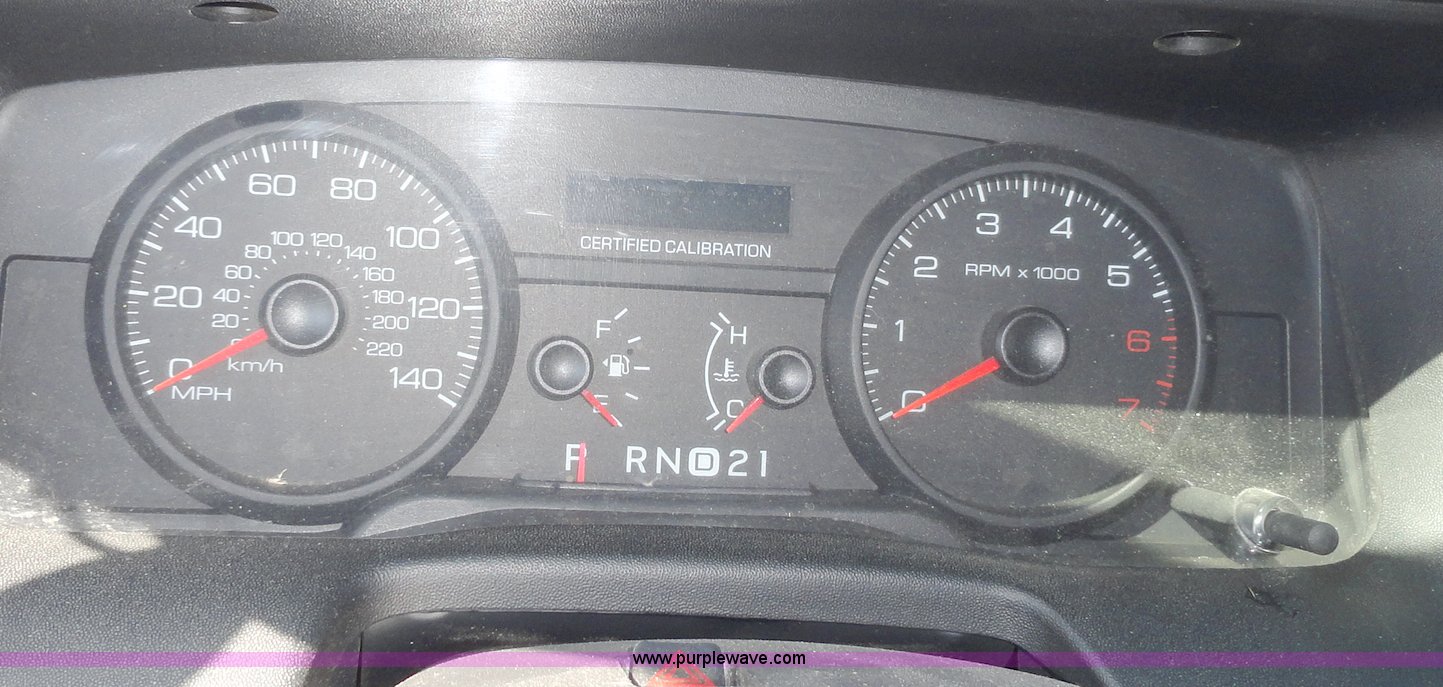 60 80
40 100
100 120
80 140
60 160
20 40 180 120
20 200
0 220
km/h
0 140
MPH
CERTIFIED CALIBRATION
F
E
H
C
P R N D 2 1
3 4
2 RPM x 1000 5
1 6
0 7
www.purplewave.com